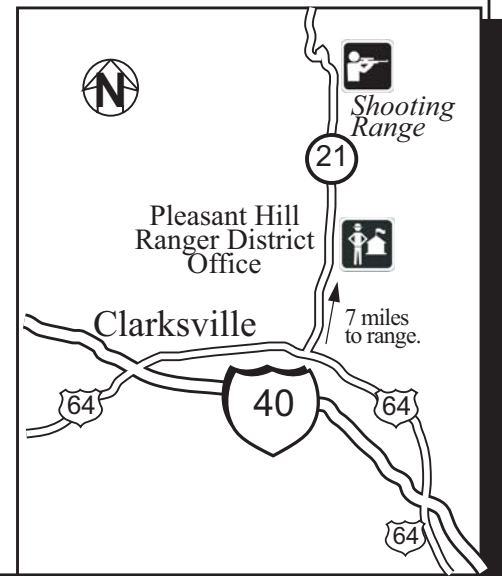 N
Shooting
Range
21
Pleasant Hill
Ranger District
Office
7 miles
to range.
Clarksville
64
40
64
64